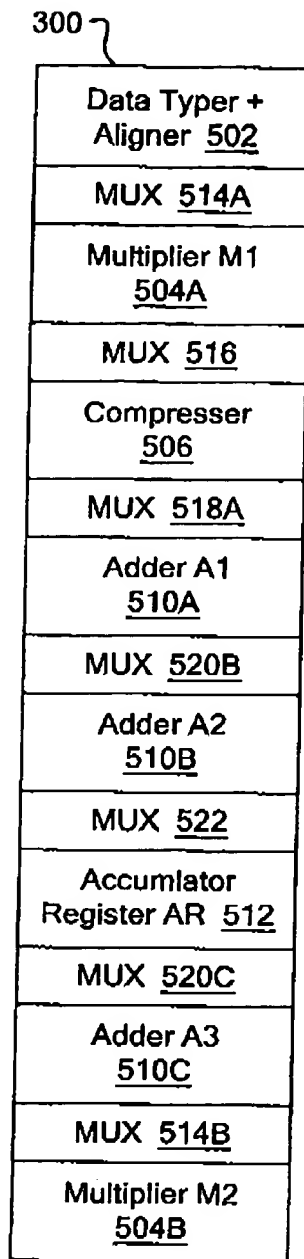 300
Data Typer +
Aligner 502
MUX 514A
Multiplier M1
504A
MUX 516
Compresser
506
MUX 518A
Adder A1
510A
MUX 520B
Adder A2
510B
MUX 522
Accumlator
Register AR 512
MUX 520C
Adder A3
510C
MUX 514B
Multiplier M2
504B